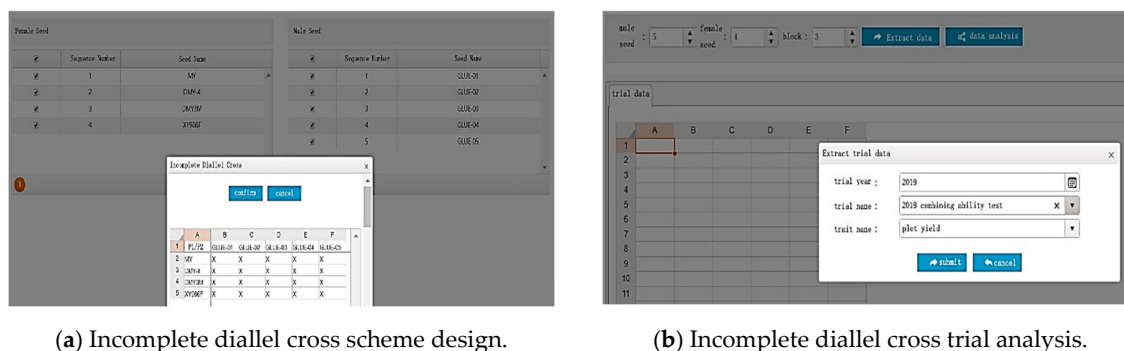 Female Seed
Male Seed
Sequence Number Seed Name
Sequence Number Seed Name
1 MY
1 GLUE-01
2 DMY-4
2 GLUE-02
3 DMY3M
3 GLUE-03
4 XY986F
4 GLUE-04
5 GLUE-05
Incomplete Diallel Cross x
1
confirm cancel
A B C D E F
1 P1/P2 GLUE-01 GLUE-02 GLUE-03 GLUE-04 GLUE-05
2 MY X X X X X
3 DMY-4 X X X X X
4 DMY3M X X X X X
5 XY986F X X X X X
(a) Incomplete diallel cross scheme design.
male seed : 5 female seed : 4 block : 3 Extract data data analysis
trial data
A B C D E F
1
2
3
4
5
6
7
8
9
10
11
Extract trial data x
trial year : 2019
trial name : 2019 combining ability test x
trait name : plot yield
submit cancel
(b) Incomplete diallel cross trial analysis.